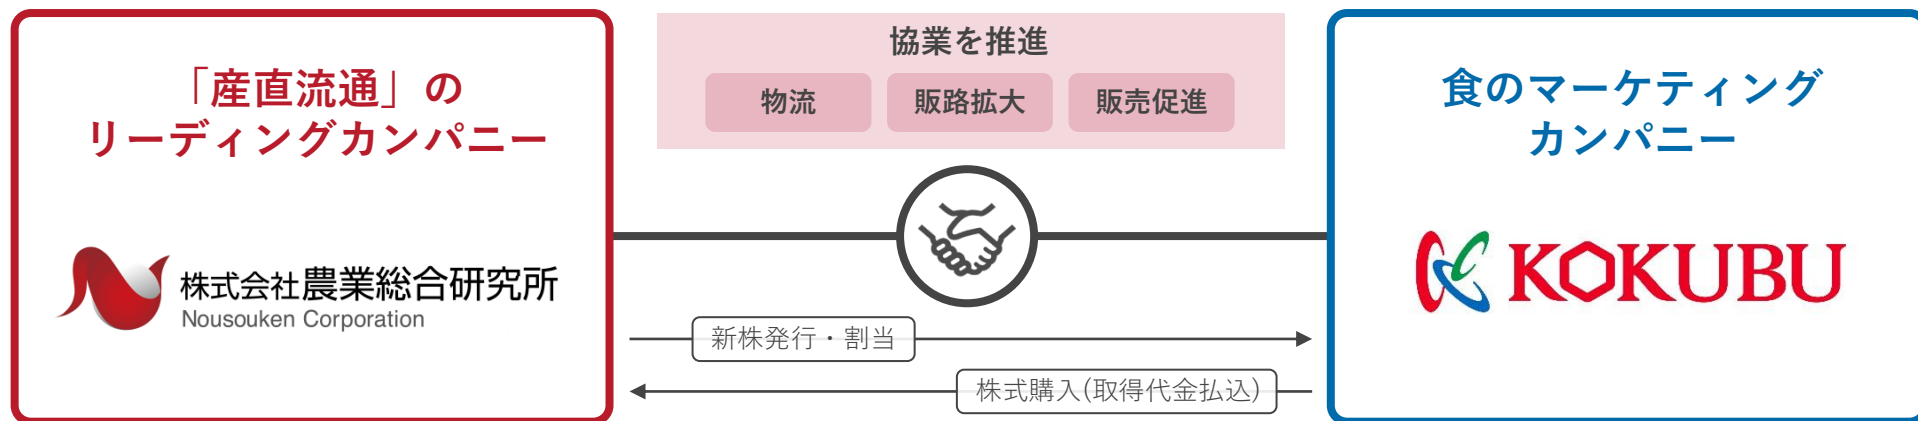 「産直流通」の
リーディングカンパニー
株式会社農業総合研究所
Nousouken Corporation
協業を推進
物流
販路拡大
販売促進
新株発行・割当
株式購入(取得代金払込)
食のマーケティング
カンパニー
KOKUBU